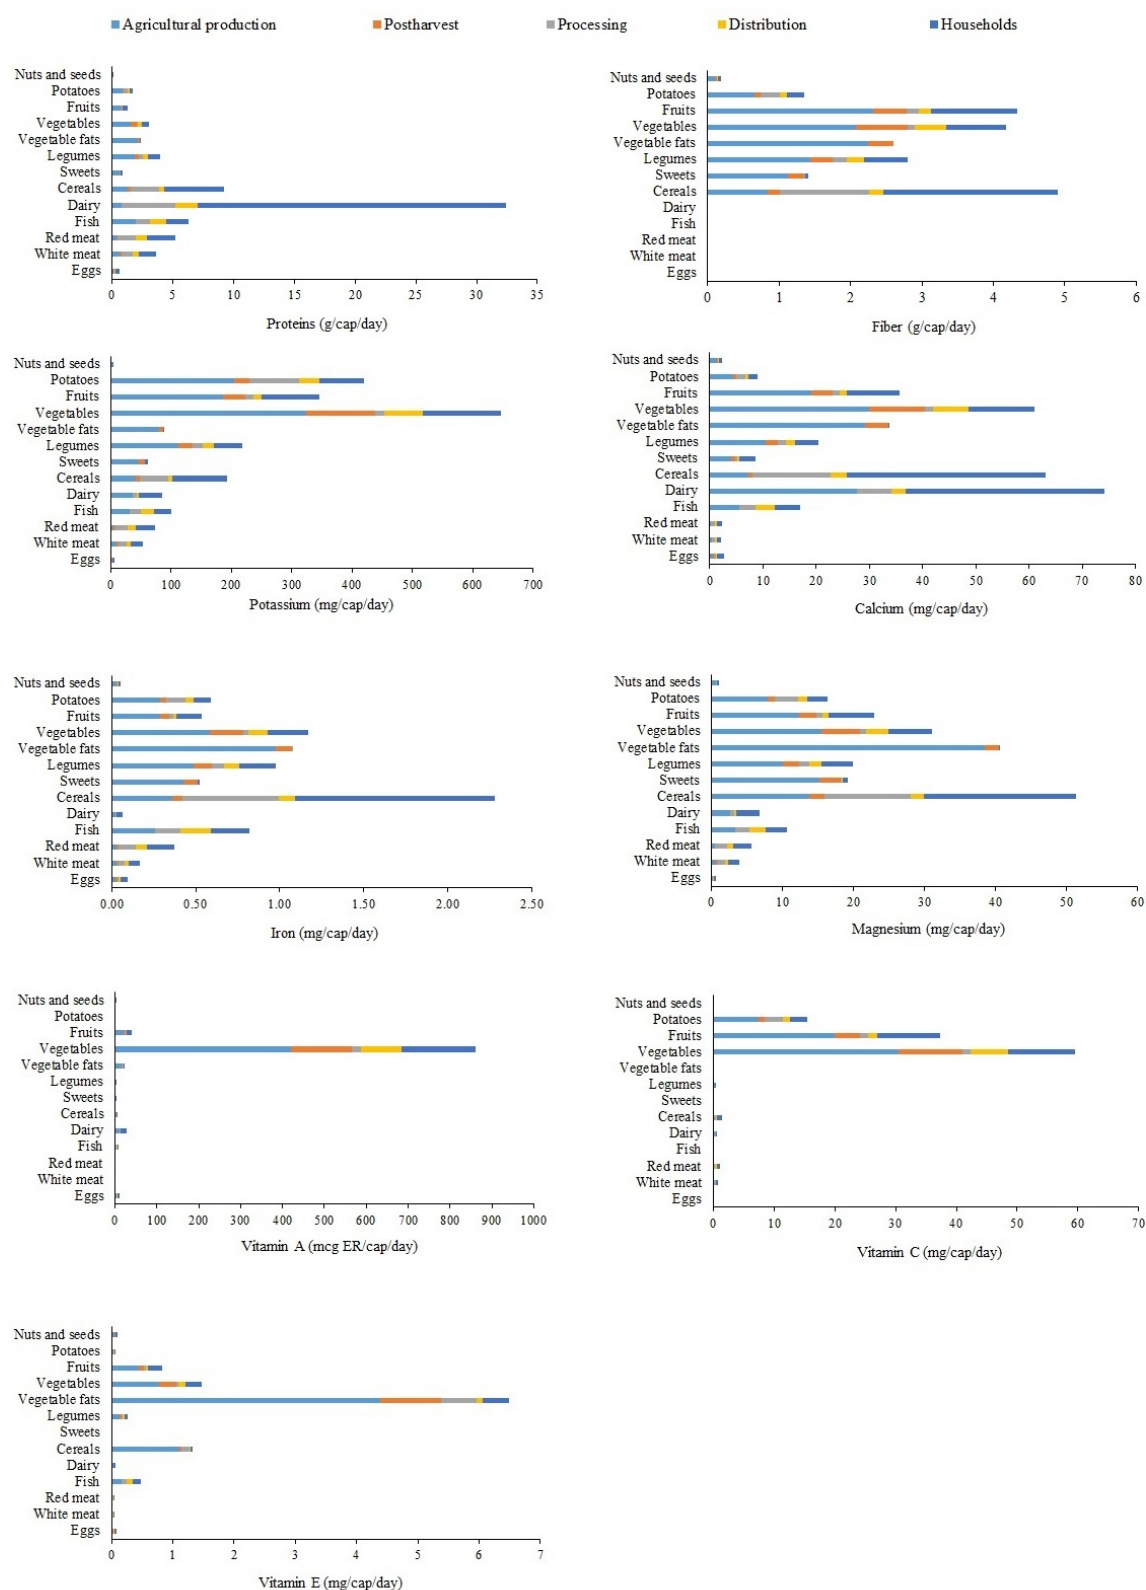 Agricultural production Postharvest Processing Distribution Households
Nuts and seeds
Potatoes
Fruits
Vegetables
Vegetable fats
Legumes
Sweets
Cereals
Dairy
Fish
Red meat
White meat
Eggs
0 5 10 15 20 25 30 35
Proteins (g/cap/day)
Nuts and seeds
Potatoes
Fruits
Vegetables
Vegetable fats
Legumes
Sweets
Cereals
Dairy
Fish
Red meat
White meat
Eggs
0 1 2 3 4 5 6
Fiber (g/cap/day)
Nuts and seeds
Potatoes
Fruits
Vegetables
Vegetable fats
Legumes
Sweets
Cereals
Dairy
Fish
Red meat
White meat
Eggs
0 100 200 300 400 500 600 700
Potassium (mg/cap/day)
Nuts and seeds
Potatoes
Fruits
Vegetables
Vegetable fats
Legumes
Sweets
Cereals
Dairy
Fish
Red meat
White meat
Eggs
0 10 20 30 40 50 60 70 80
Calcium (mg/cap/day)
Nuts and seeds
Potatoes
Fruits
Vegetables
Vegetable fats
Legumes
Sweets
Cereals
Dairy
Fish
Red meat
White meat
Eggs
0.00 0.50 1.00 1.50 2.00 2.50
Iron (mg/cap/day)
Nuts and seeds
Potatoes
Fruits
Vegetables
Vegetable fats
Legumes
Sweets
Cereals
Dairy
Fish
Red meat
White meat
Eggs
0 10 20 30 40 50 60
Magnesium (mg/cap/day)
Nuts and seeds
Potatoes
Fruits
Vegetables
Vegetable fats
Legumes
Sweets
Cereals
Dairy
Fish
Red meat
White meat
Eggs
0 100 200 300 400 500 600 700 800 900 1000
Vitamin A (mcg ER/cap/day)
Nuts and seeds
Potatoes
Fruits
Vegetables
Vegetable fats
Legumes
Sweets
Cereals
Dairy
Fish
Red meat
White meat
Eggs
0 10 20 30 40 50 60 70
Vitamin C (mg/cap/day)
Nuts and seeds
Potatoes
Fruits
Vegetables
Vegetable fats
Legumes
Sweets
Cereals
Dairy
Fish
Red meat
White meat
Eggs
0 1 2 3 4 5 6 7
Vitamin E (mg/cap/day)